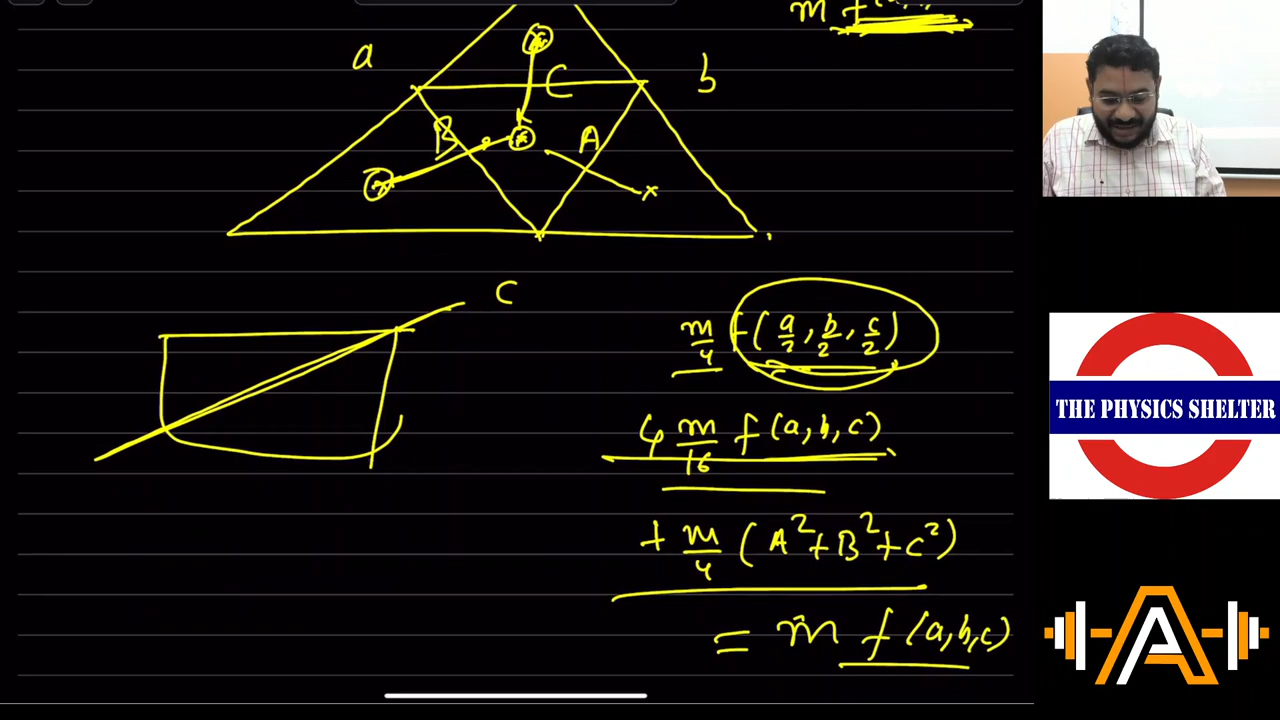 m f
a
C
b
B
A
C
m/4 f(a/2, b/2, c/2)
4 m/16 f(a,b,c)
+ m/4 (A²+B²+C²)
= m f(a,b,c)
THE PHYSICS SHELTER